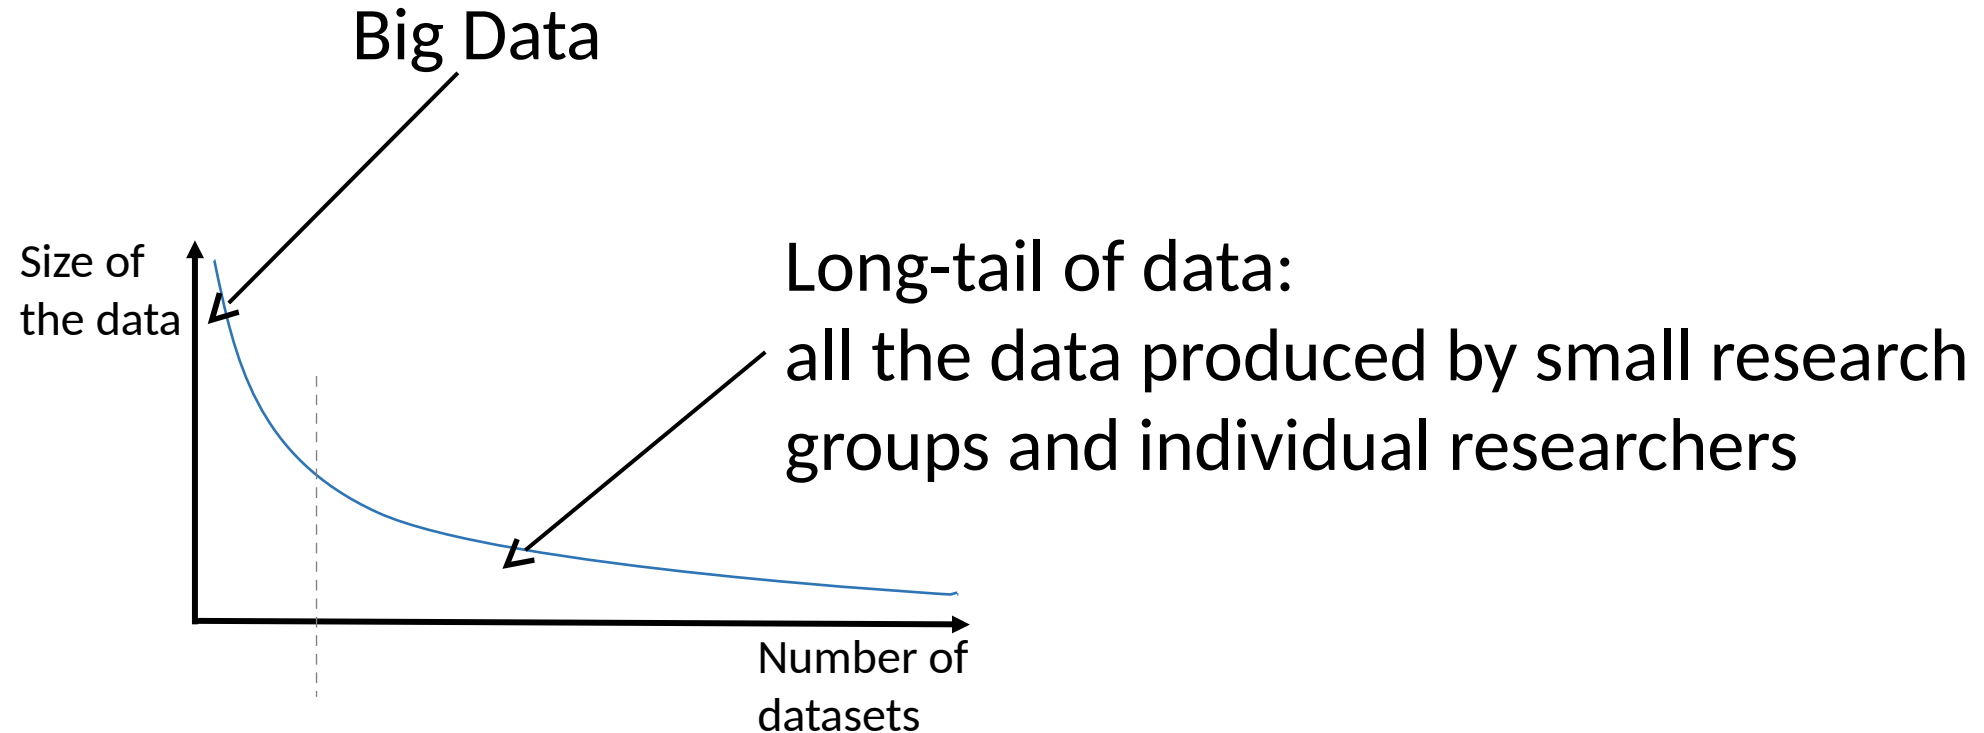 Big Data
Size of
the data
Long-tail of data:
all the data produced by small research
groups and individual researchers
Number of
datasets